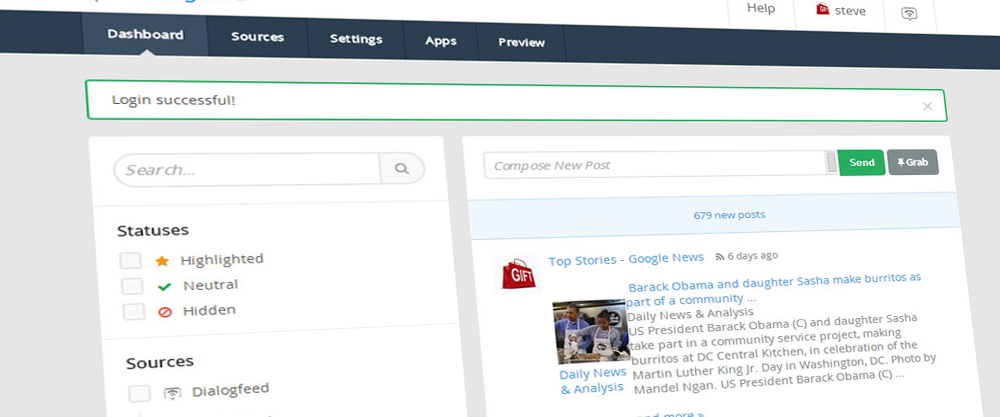 Help
steve
Dashboard
Sources
Settings
Apps
Preview
Login successful!
×
Search...
Compose New Post
Send
Grab
679 new posts
Statuses
Highlighted
Neutral
Hidden
Sources
Dialogfeed
GIFT
Top Stories - Google News
6 days ago
Barack Obama and daughter Sasha make burritos as
part of a community ...
Daily News & Analysis
US President Barack Obama (C) and daughter Sasha
take part in a community service project, making
burritos at DC Central Kitchen, in celebration of the
Martin Luther King Jr. Day in Washington, DC. Photo by
Mandel Ngan. US President Barack Obama (C) ...
Daily News
& Analysis
and more »